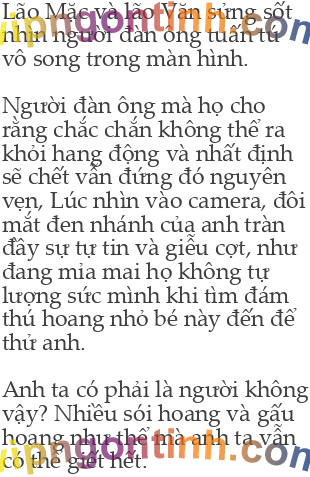 Lão Mặc và lão Văn sửng sốt
nhìn người đàn ông tuấn tú
vô song trong màn hình.
Người đàn ông mà họ cho
rằng chắc chắn không thể ra
khỏi hang động và nhất định
sẽ chết vẫn đứng đó nguyên
vẹn, Lúc nhìn vào camera, đôi
mắt đen nhánh của anh tràn
đầy sự tự tin và giễu cợt, như
đang mỉa mai họ không tự
lượng sức mình khi tìm đám
thú hoang nhỏ bé này đến để
thử anh.
Anh ta có phải là người không
vậy? Nhiều sói hoang và gấu
hoang như thế mà anh ta vẫn
có thể giết hết.
vipngontinh.com
vipngontinh.com